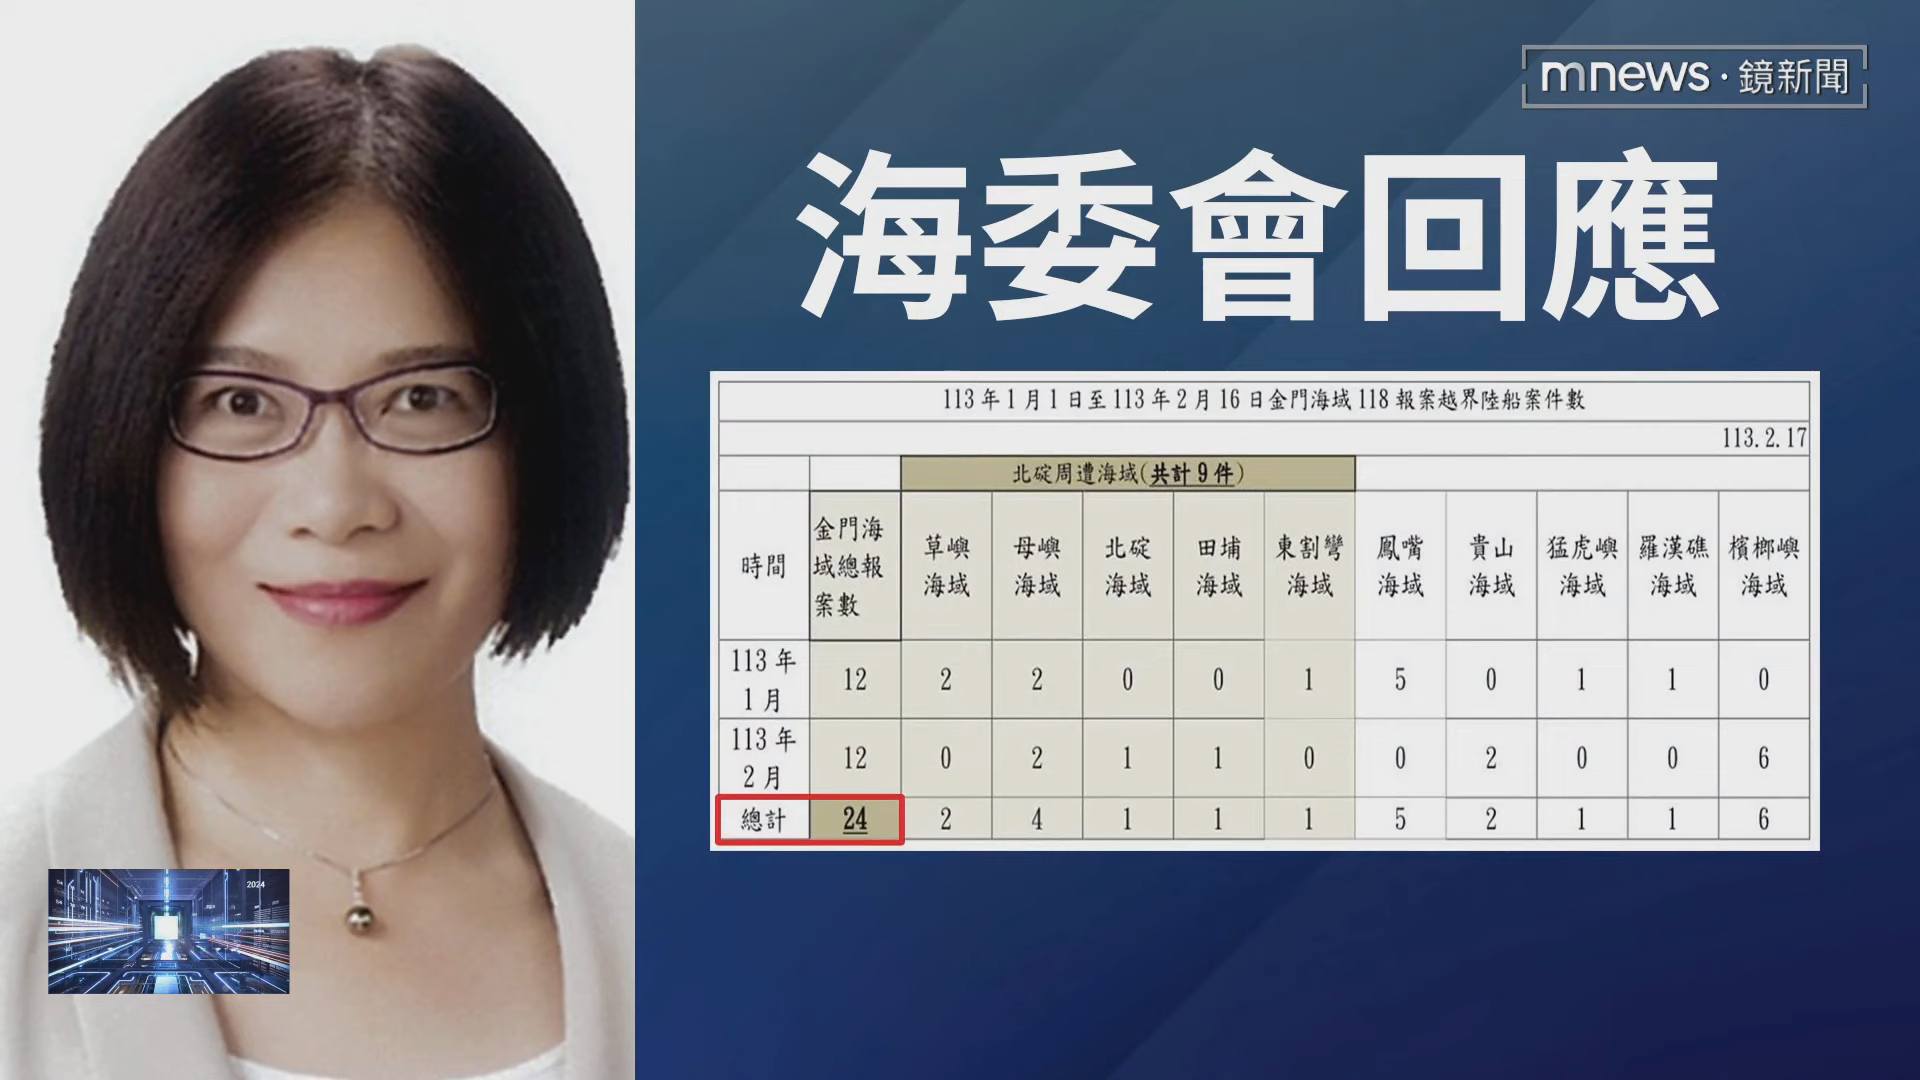 mnews·鏡新聞
海委會回應
113年1月1日至113年2月16日金門海域118報案越界陸船案件數
113.2.17
北碇周遭海域(共計9件)
時間 金門海域總報案數 草嶼海域 母嶼海域 北碇海域 田埔海域 東割彎海域 鳳嘴海域 貴山海域 猛虎嶼海域 羅漢礁海域 檳榔嶼海域
113年1月 12 2 2 0 0 1 5 0 1 1 0
113年2月 12 0 2 1 1 0 0 2 0 0 6
總計 24 2 4 1 1 1 5 2 1 1 6
2024